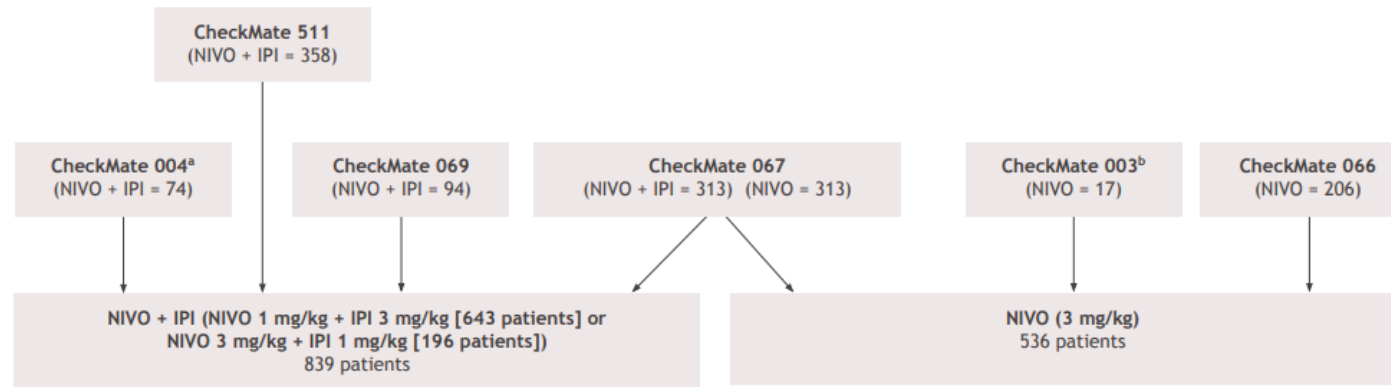 CheckMate 511
(NIVO + IPI = 358)
CheckMate 004ᵃ
(NIVO + IPI = 74)
CheckMate 069
(NIVO + IPI = 94)
CheckMate 067
(NIVO + IPI = 313) (NIVO = 313)
CheckMate 003ᵇ
(NIVO = 17)
CheckMate 066
(NIVO = 206)
NIVO + IPI (NIVO 1 mg/kg + IPI 3 mg/kg [643 patients] or
NIVO 3 mg/kg + IPI 1 mg/kg [196 patients])
839 patients
NIVO (3 mg/kg)
536 patients